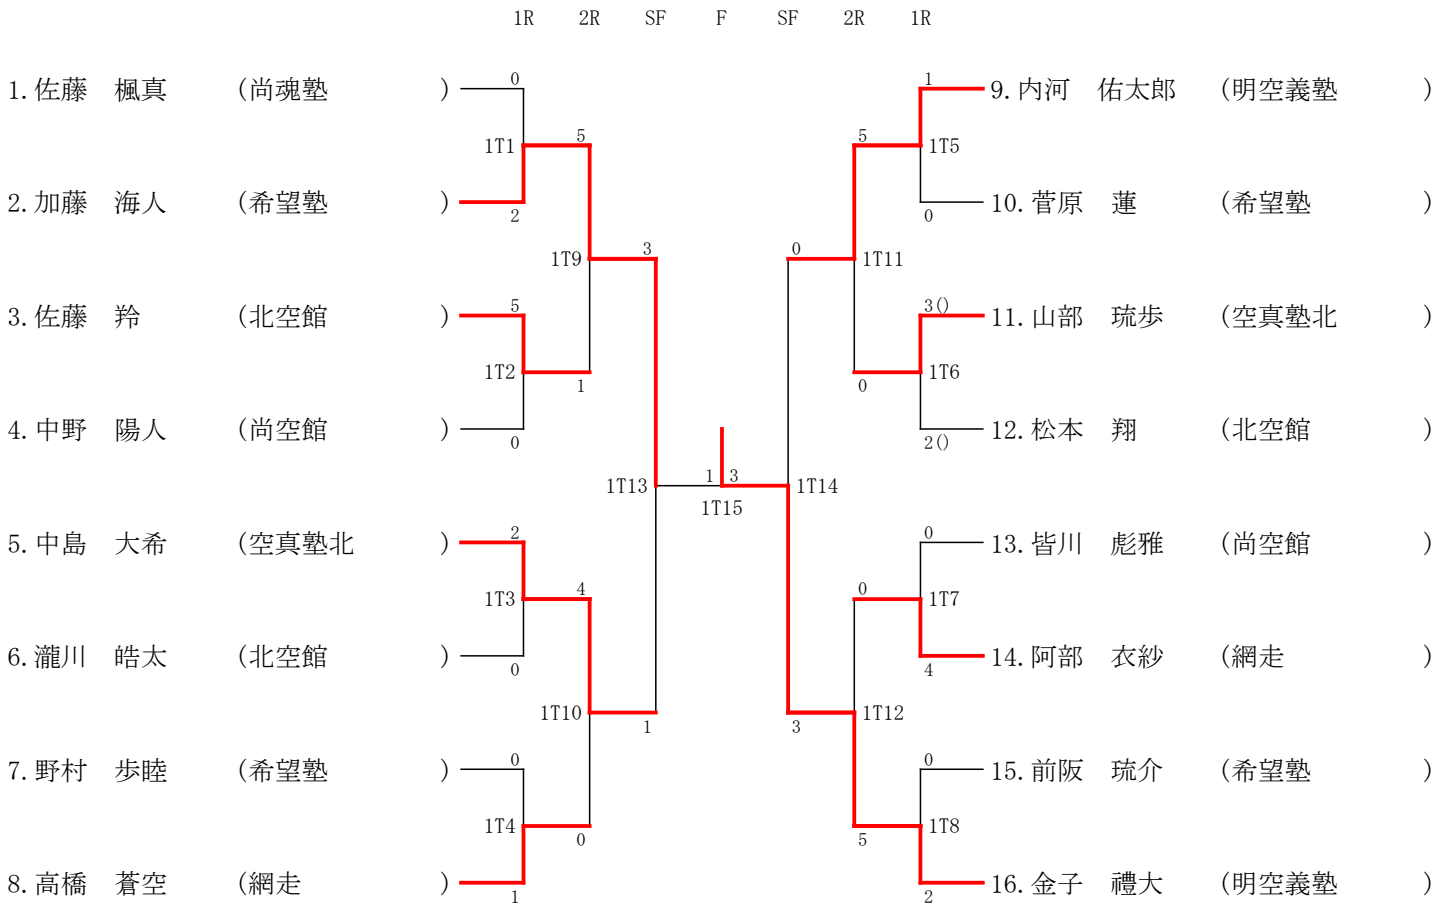 1R 2R SF F SF 2R 1R
0 1
1.佐藤 楓真 (尚魂塾 ) 9.内河 佑太郎 (明空義塾 )
1T1 5 5 1T5
2.加藤 海人 (希望塾 ) 10.菅原 蓮 (希望塾 )
2 0
1T9 3 0 1T11
5 3()
3.佐藤 羚 (北空館 ) 11.山部 琉歩 (空真塾北 )
1T2 1 0 1T6
4.中野 陽人 (尚空館 ) 12.松本 翔 (北空館 )
0 2()
1T13 1 3 1T14
1T15
2 0
5.中島 大希 (空真塾北 ) 13.皆川 彪雅 (尚空館 )
1T3 4 0 1T7
6.瀧川 皓太 (北空館 ) 14.阿部 衣紗 (網走 )
0 4
1T10 1 3 1T12
0 0
7.野村 歩睦 (希望塾 ) 15.前阪 琉介 (希望塾 )
1T4 0 5 1T8
8.高橋 蒼空 (網走 ) 16.金子 禮大 (明空義塾 )
1 2